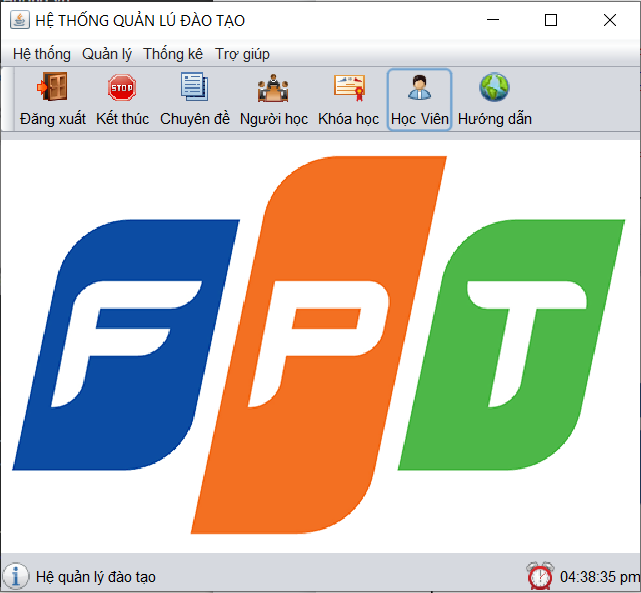 HỆ THỐNG QUẢN LÚ ĐÀO TẠO
Hệ thống Quản lý Thống kê Trợ giúp
STOP
Đăng xuất Kết thúc Chuyên đề Người học Khóa học Học Viên Hướng dẫn
FPT
Hệ quản lý đào tạo 04:38:35 pm